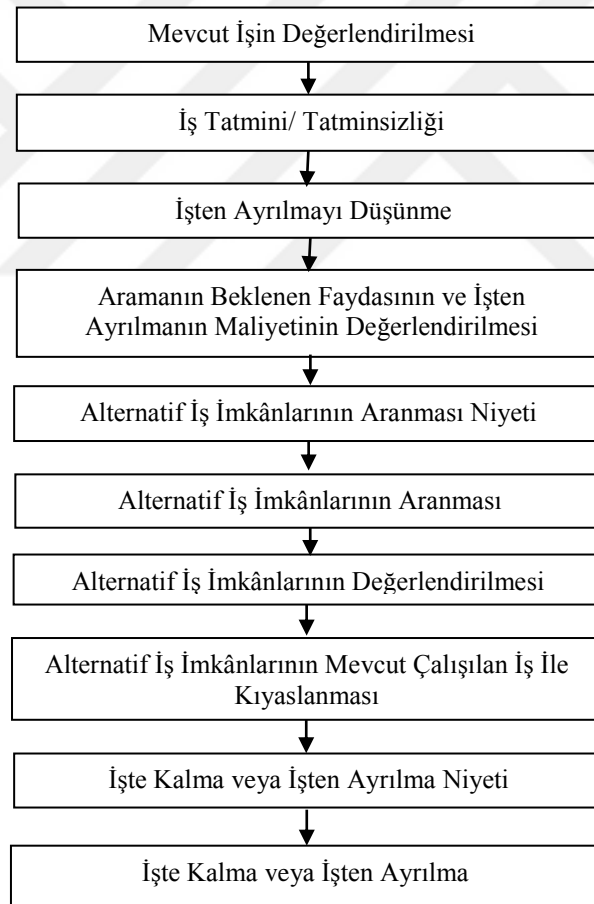 Mevcut İşin Değerlendirilmesi
İş Tatmini/ Tatminsizliği
İşten Ayrılmayı Düşünme
Aramanın Beklenen Faydasının ve İşten
Ayrılmanın Maliyetinin Değerlendirilmesi
Alternatif İş İmkânlarının Aranması Niyeti
Alternatif İş İmkânlarının Aranması
Alternatif İş İmkânlarının Değerlendirilmesi
Alternatif İş İmkânlarının Mevcut Çalışılan İş İle
Kıyaslanması
İşte Kalma veya İşten Ayrılma Niyeti
İşte Kalma veya İşten Ayrılma